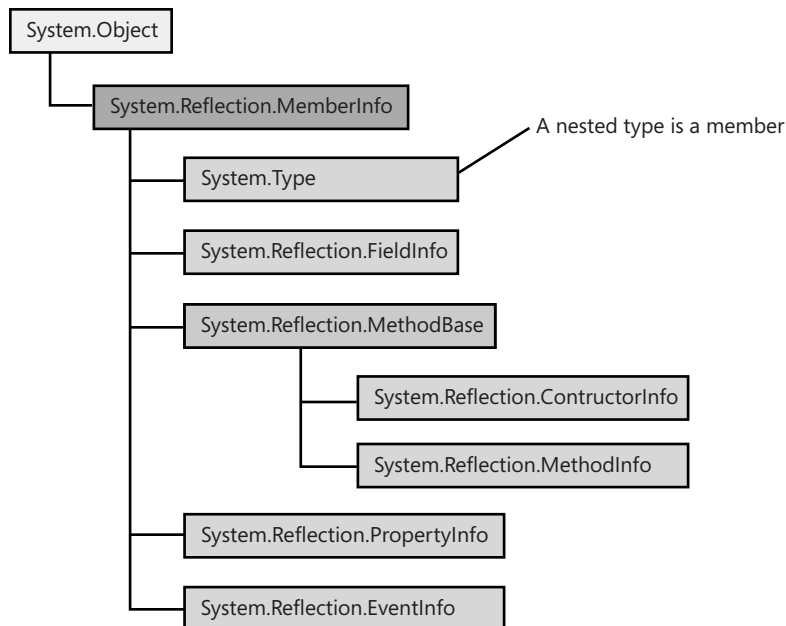 System.Object
System.Reflection.MemberInfo
A nested type is a member
System.Type
System.Reflection.FieldInfo
System.Reflection.MethodBase
System.Reflection.ContructorInfo
System.Reflection.MethodInfo
System.Reflection.PropertyInfo
System.Reflection.EventInfo